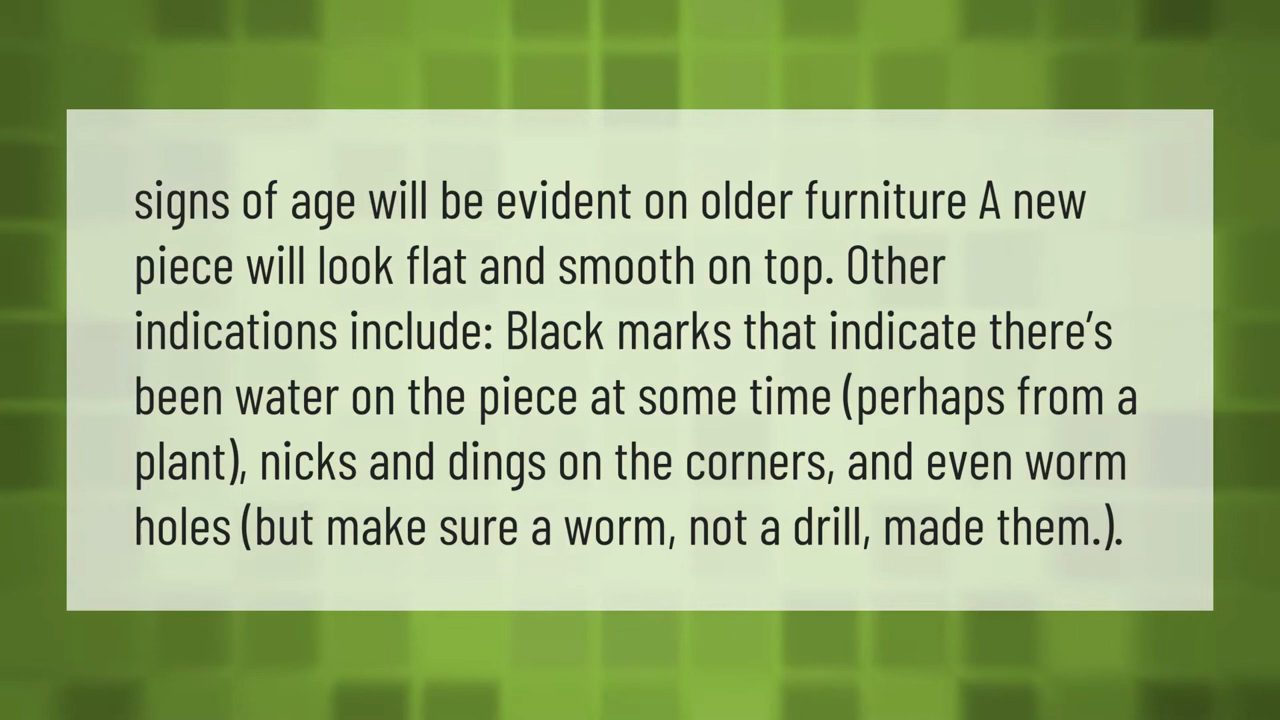 signs of age will be evident on older furniture A new
piece will look flat and smooth on top. Other
indications include: Black marks that indicate there’s
been water on the piece at some time (perhaps from a
plant), nicks and dings on the corners, and even worm
holes (but make sure a worm, not a drill, made them.).